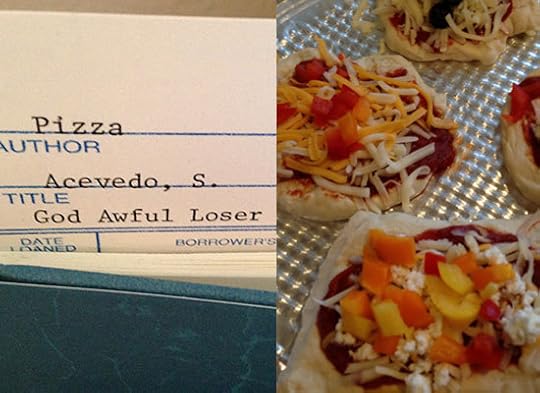 Pizza
AUTHOR
Acevedo, S.
TITLE
God Awful Loser
DATE
LOANED
BORROWER'S